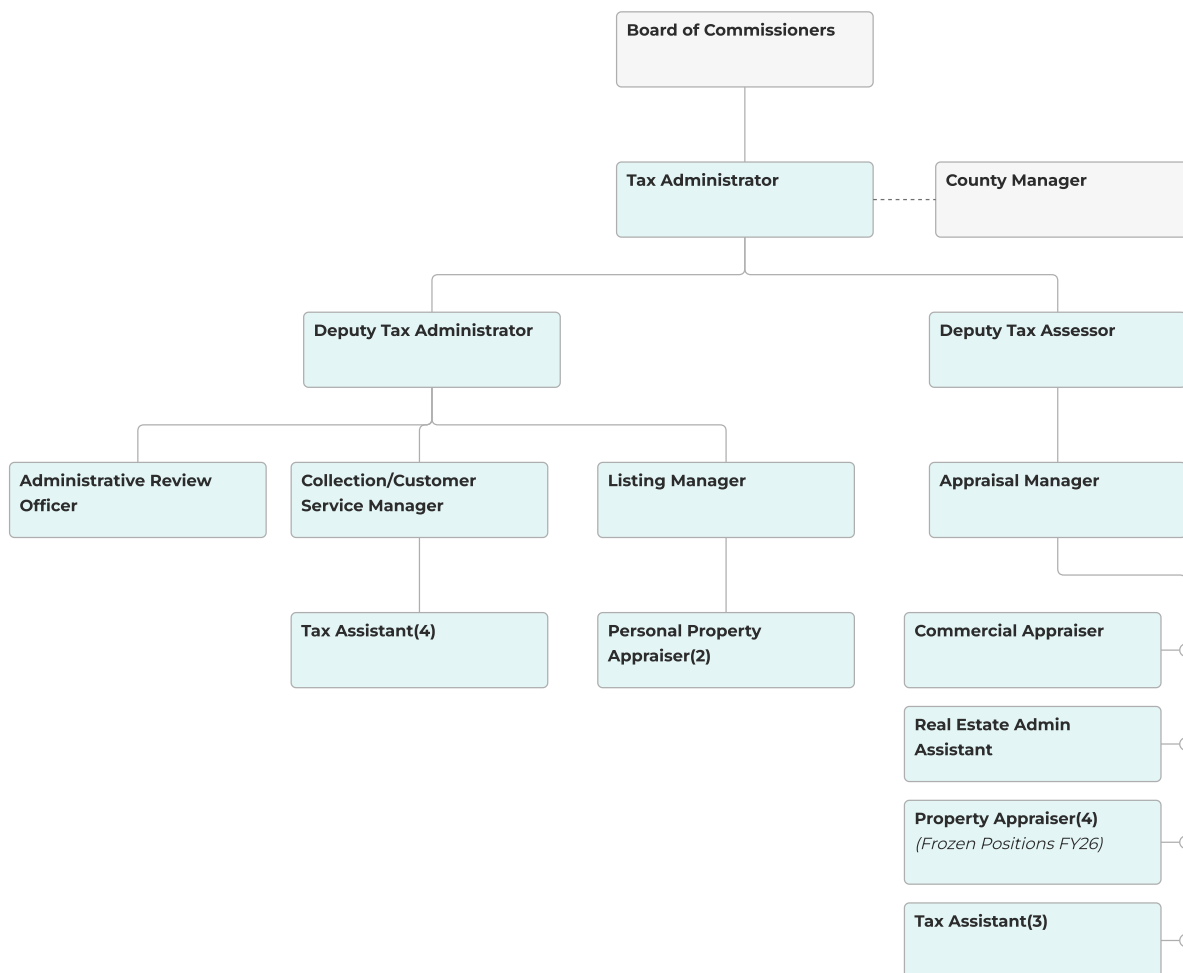 Board of Commissioners
Tax Administrator
County Manager
Deputy Tax Administrator
Deputy Tax Assessor
Administrative Review
Officer
Collection/Customer
Service Manager
Listing Manager
Appraisal Manager
Tax Assistant(4)
Personal Property
Appraiser(2)
Commercial Appraiser
Real Estate Admin
Assistant
Property Appraiser(4)
(Frozen Positions FY26)
Tax Assistant(3)